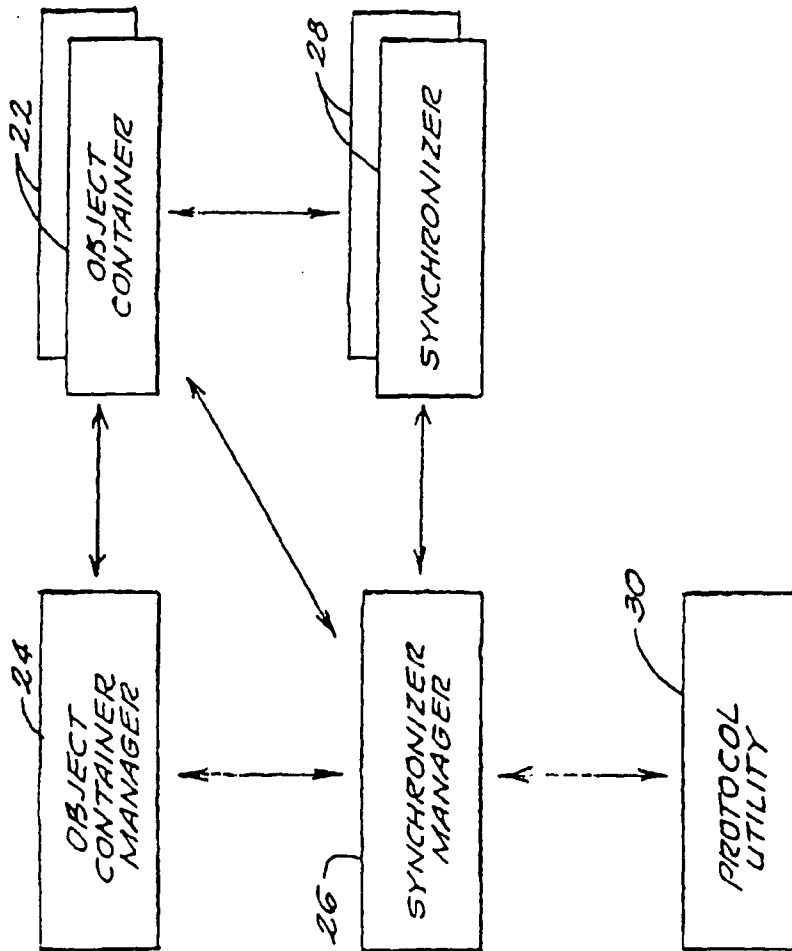 24
OBJECT
CONTAINER
MANAGER
22
OBJECT
CONTAINER
26
SYNCHRONIZER
MANAGER
28
SYNCHRONIZER
30
PROTOCOL
UTILITY